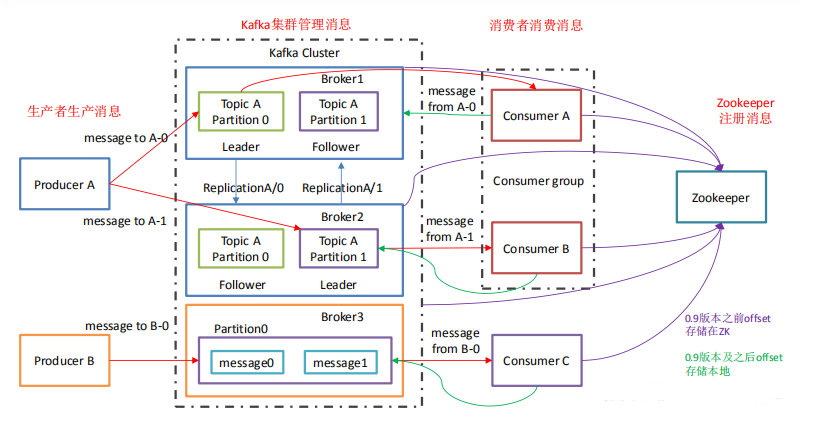 Kafka集群管理消息
消费者消费消息
生产者生产消息
Zookeeper
注册消息
Kafka Cluster
Broker1
Topic A
Partition 0
Topic A
Partition 1
Leader
Follower
message to A-0
message
from A-0
Consumer A
Producer A
ReplicationA/0
ReplicationA/1
Consumer group
Zookeeper
message to A-1
Broker2
Topic A
Partition 0
Topic A
Partition 1
Follower
Leader
message
from A-1
Consumer B
Broker3
Partition0
message0
message1
message to B-0
Producer B
message
from B-0
Consumer C
0.9版本之前offset
存储在ZK
0.9版本及之后offset
存储本地